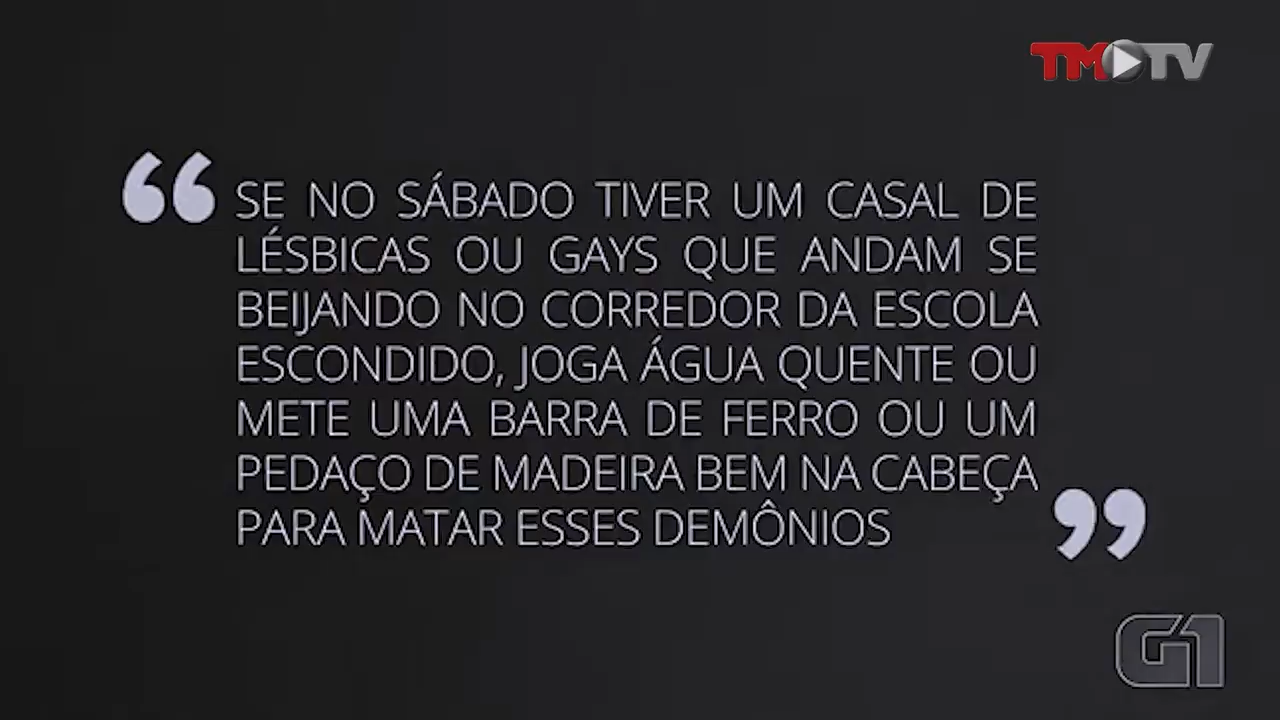 TMTV
“SE NO SÁBADO TIVER UM CASAL DE
LÉSBICAS OU GAYS QUE ANDAM SE
BEIJANDO NO CORREDOR DA ESCOLA
ESCONDIDO, JOGA ÁGUA QUENTE OU
METE UMA BARRA DE FERRO OU UM
PEDAÇO DE MADEIRA BEM NA CABEÇA
PARA MATAR ESSES DEMÔNIOS”
G1